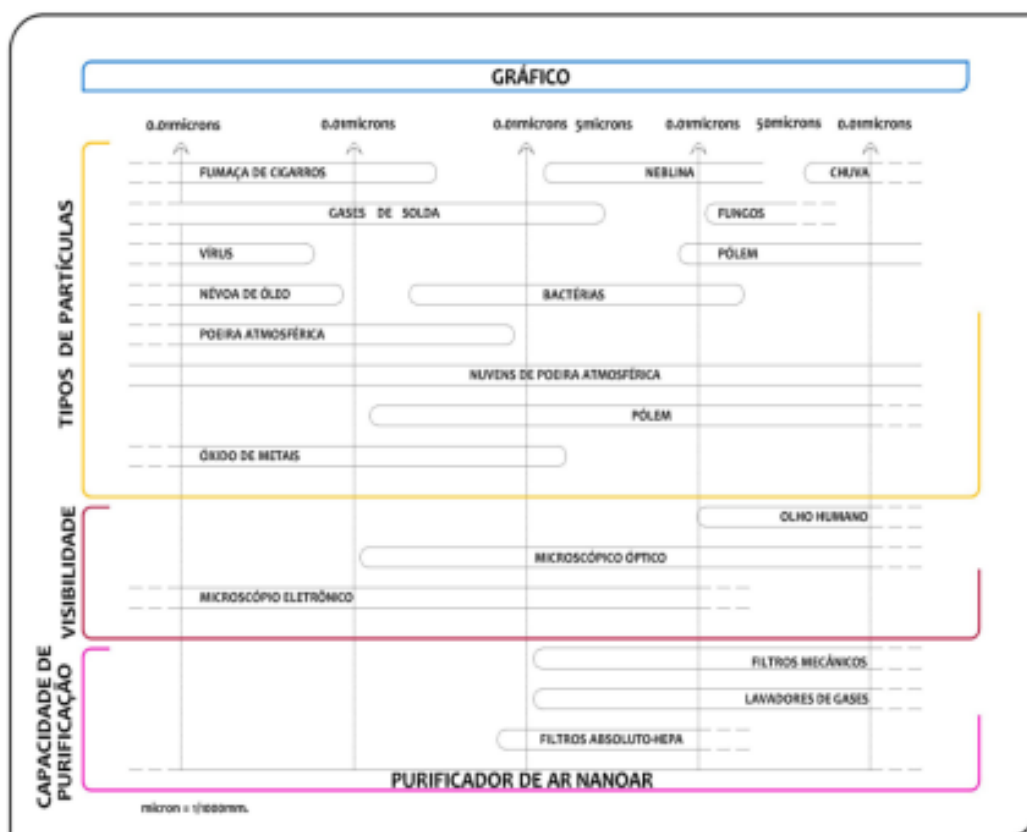 GRÁFICO
0.01microns 0.01microns 0.01microns 5microns 0.01microns 50microns 0.01microns
TIPOS DE PARTÍCULAS
FUMAÇA DE CIGARROS NEBLINA CHUVA
GASES DE SOLDA FUNGOS
VÍRUS PÓLEM
NÉVOA DE ÓLEO BACTÉRIAS
POEIRA ATMOSFÉRICA
NUVENS DE POEIRA ATMOSFÉRICA
PÓLEM
ÓXIDO DE METAIS
VISIBILIDADE
OLHO HUMANO
MICROSCÓPICO ÓPTICO
MICROSCÓPIO ELETRÔNICO
CAPACIDADE DE
PURIFICAÇÃO
FILTROS MECÂNICOS
LAVADORES DE GASES
FILTROS ABSOLUTO-HEPA
PURIFICADOR DE AR NANOAR
micron = 1/1000mm.